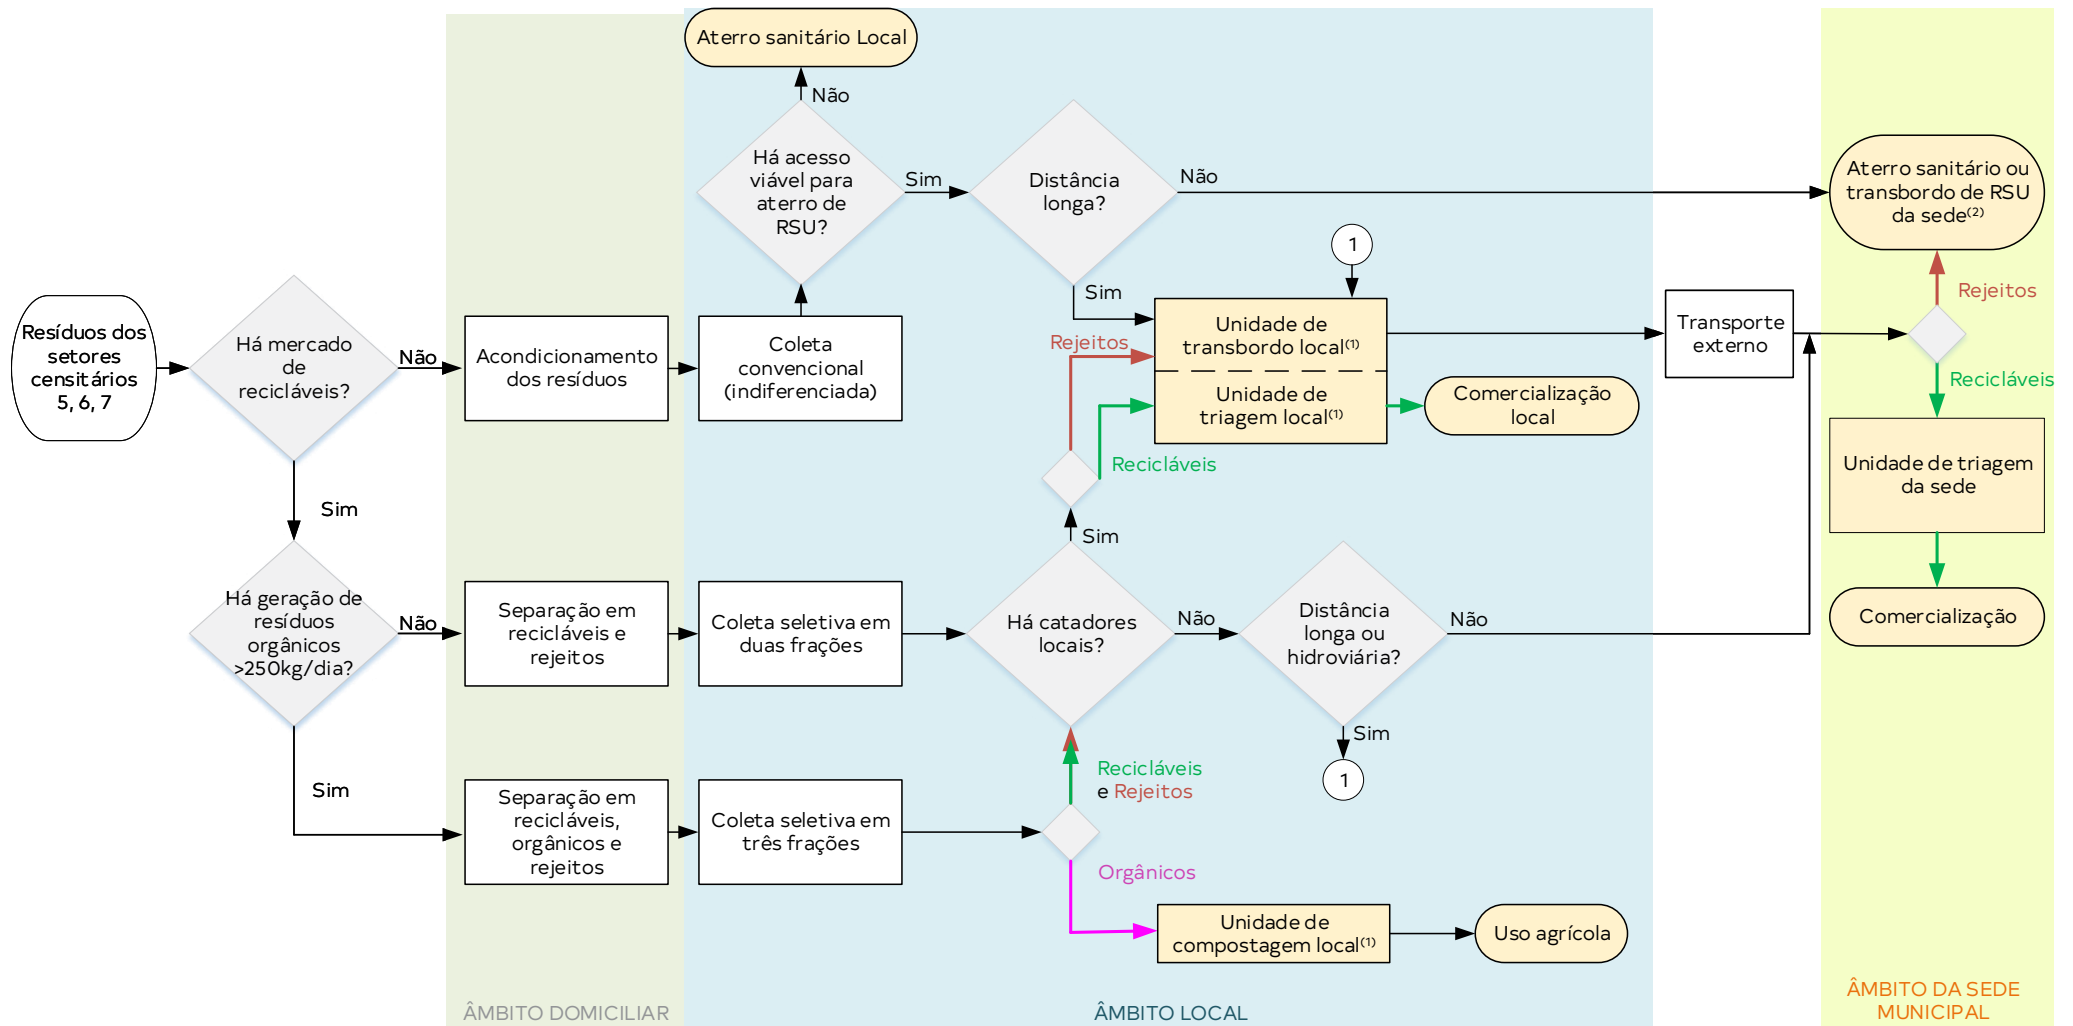 Aterro sanitário Local
Não
Há acesso
viável para
aterro de
RSU?
Sim
Distância
longa?
Não
Aterro sanitário ou
transbordo de RSU
da sede(2)
1
Sim
Rejeitos
Resíduos dos
setores
censitários
5, 6, 7
Há mercado
de
recicláveis?
Não
Acondicionamento
dos resíduos
Coleta
convencional
(indiferenciada)
Rejeitos
Unidade de
transbordo local(1)
Unidade de
triagem local(1)
Transporte
externo
Recicláveis
Comercialização
local
Recicláveis
Unidade de triagem
da sede
Sim
Sim
Há geração de
resíduos
orgânicos
>250kg/dia?
Não
Separação em
recicláveis e
rejeitos
Coleta seletiva em
duas frações
Há catadores
locais?
Não
Distância
longa ou
hidroviária?
Não
Comercialização
Sim
1
Sim
Separação em
recicláveis,
orgânicos e
rejeitos
Coleta seletiva em
três frações
Recicláveis
e Rejeitos
Orgânicos
Unidade de
compostagem local(1)
Uso agrícola
ÂMBITO DOMICILIAR
ÂMBITO LOCAL
ÂMBITO DA SEDE
MUNICIPAL